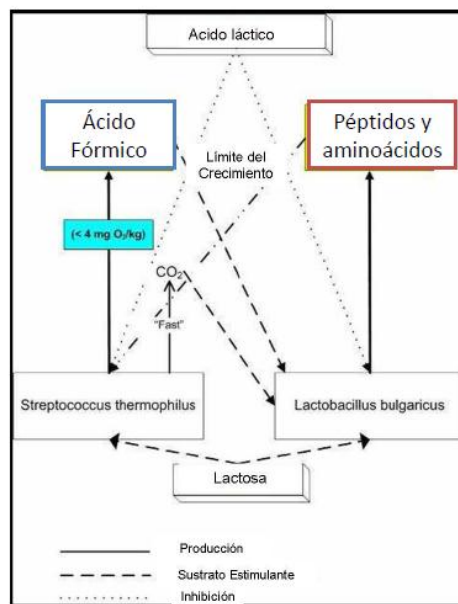 Acido láctico
Ácido
Fórmico
Péptidos y
aminoácidos
Límite del
Crecimiento
(< 4 mg O₂/kg)
CO₂
"Fast"
Streptococcus thermophilus
Lactobacillus bulgaricus
Lactosa
Producción
Sustrato Estimulante
Inhibición